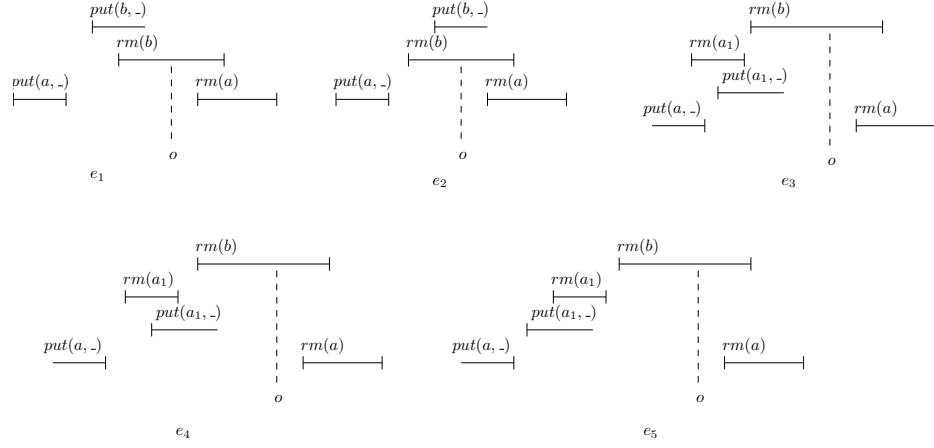 put(b, _)
rm(b)
put(a, _)
rm(a)
o
e₁
put(b, _)
rm(b)
put(a, _)
rm(a)
o
e₂
rm(b)
rm(a₁)
put(a₁, _)
put(a, _)
rm(a)
o
e₃
rm(b)
rm(a₁)
put(a₁, _)
put(a, _)
rm(a)
o
e₄
rm(b)
rm(a₁)
put(a₁, _)
put(a, _)
rm(a)
o
e₅